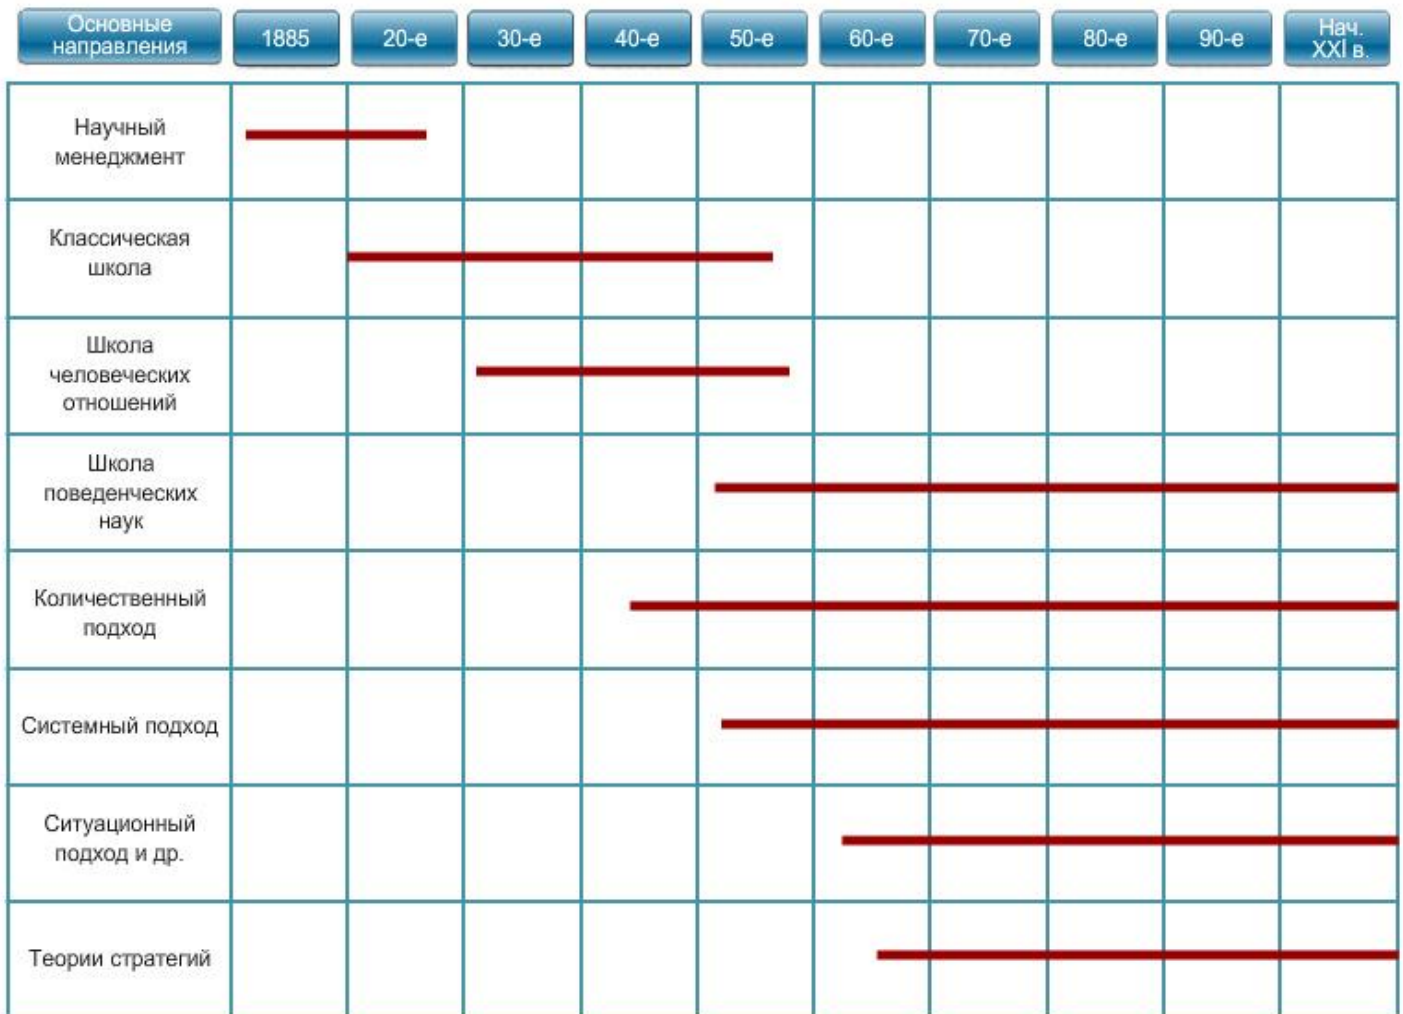 Основные
направления
1885
20-е
30-е
40-е
50-е
60-е
70-е
80-е
90-е
Нач.
XXI в.
Научный
менеджмент
Классическая
школа
Школа
человеческих
отношений
Школа
поведенческих
наук
Количественный
подход
Системный подход
Ситуационный
подход и др.
Теории стратегий